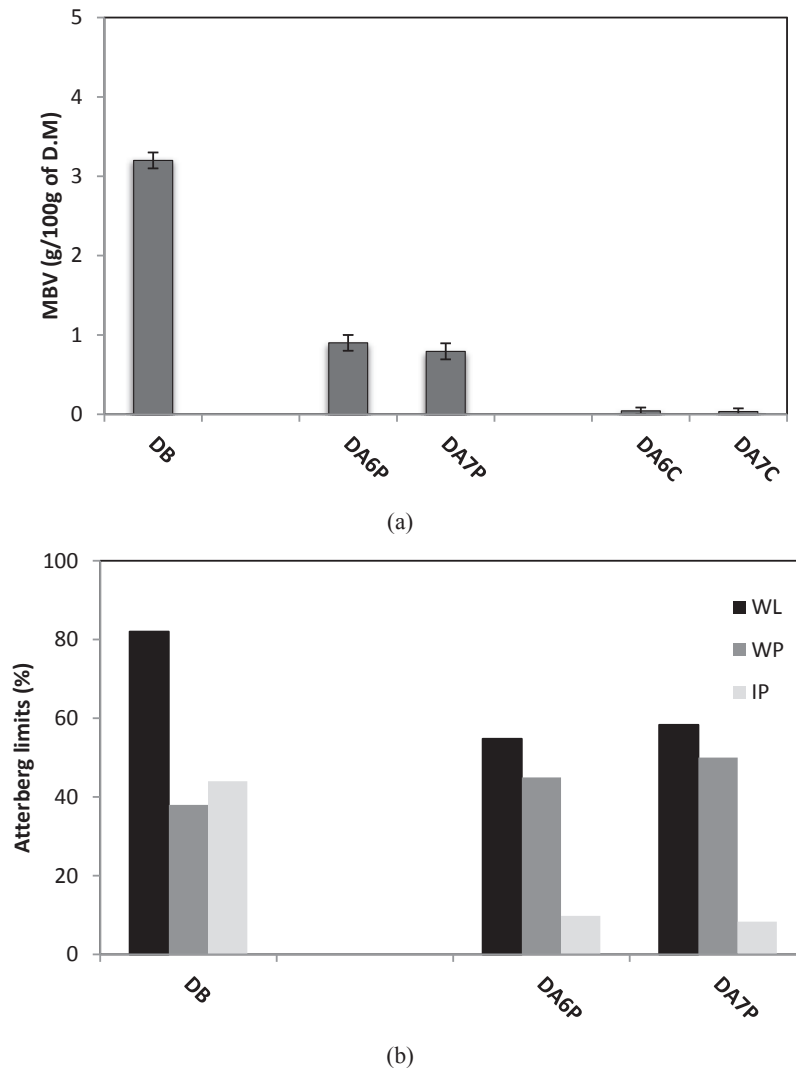 5
4
3
2
1
0
MBV (g/100g of D.M)
DB
DA6P
DA7P
DA6C
DA7C
(a)
100
80
60
40
20
0
Atterberg limits (%)
WL
WP
IP
DB
DA6P
DA7P
(b)